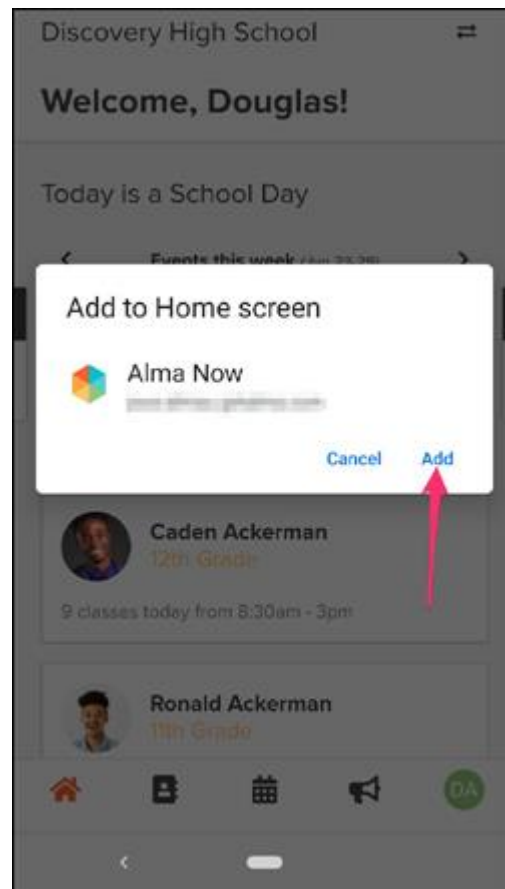 Discovery High School
Welcome, Douglas!
Today is a School Day
Events this week
Add to Home screen
Alma Now
Cancel Add
Caden Ackerman
12th Grade
9 classes today from 8:30am - 3pm
Ronald Ackerman
11th Grade
DA